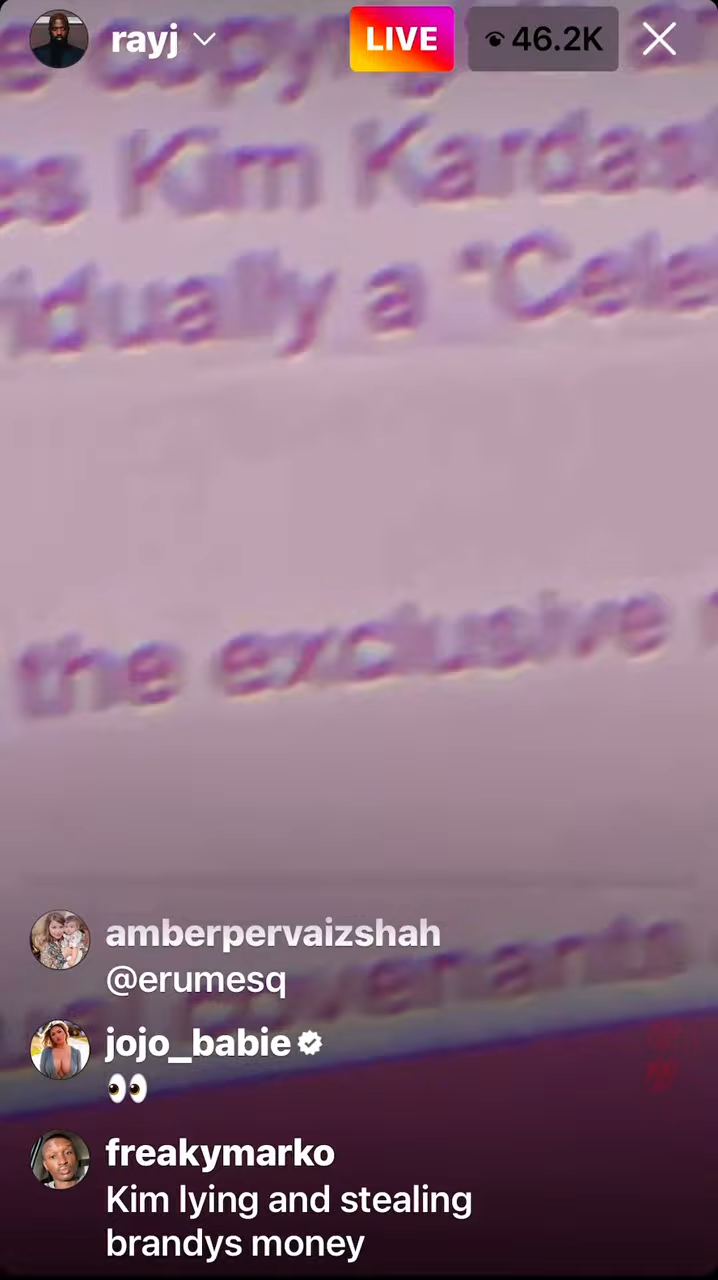 rayj LIVE 46.2K
es Kim Kardas
idually a "Cele
the exclusive
amberpervaizshah
@erumesq
covenants
jojo_babie
👀
freakymarko
Kim lying and stealing
brandys money